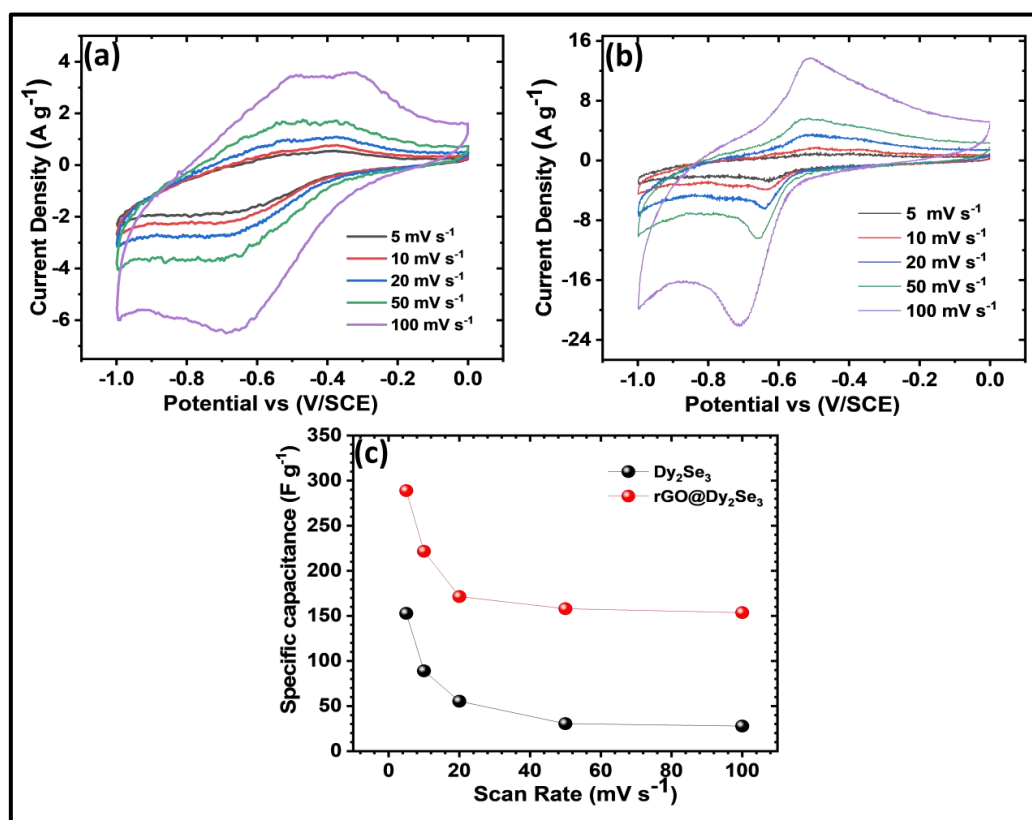 (a)
4
2
0
-2
-4
-6
Current Density (A g⁻¹)
5 mV s⁻¹
10 mV s⁻¹
20 mV s⁻¹
50 mV s⁻¹
100 mV s⁻¹
-1.0 -0.8 -0.6 -0.4 -0.2 0.0
Potential vs (V/SCE)
(b)
16
8
0
-8
-16
-24
Current Density (A g⁻¹)
5 mV s⁻¹
10 mV s⁻¹
20 mV s⁻¹
50 mV s⁻¹
100 mV s⁻¹
-1.0 -0.8 -0.6 -0.4 -0.2 0.0
Potential vs (V/SCE)
(c)
350
300
250
200
150
100
50
0
Specific capacitance (F g⁻¹)
Dy₂Se₃
rGO@Dy₂Se₃
0 20 40 60 80 100
Scan Rate (mV s⁻¹)